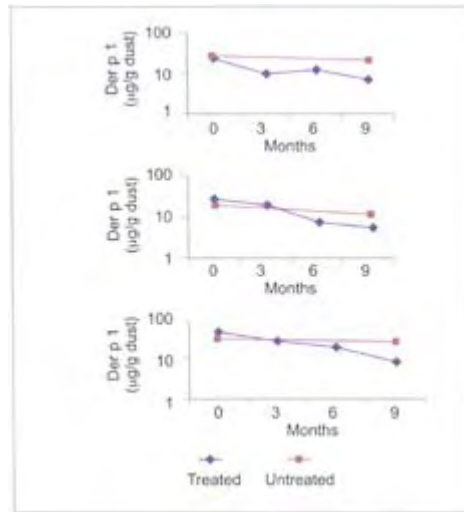 Der p 1
(µg/g dust)
100
10
1
0 3 6 9
Months
Der p 1
(µg/g dust)
100
10
1
0 3 6 9
Months
Der p 1
(µg/g dust)
100
10
1
0 3 6 9
Months
Treated Untreated